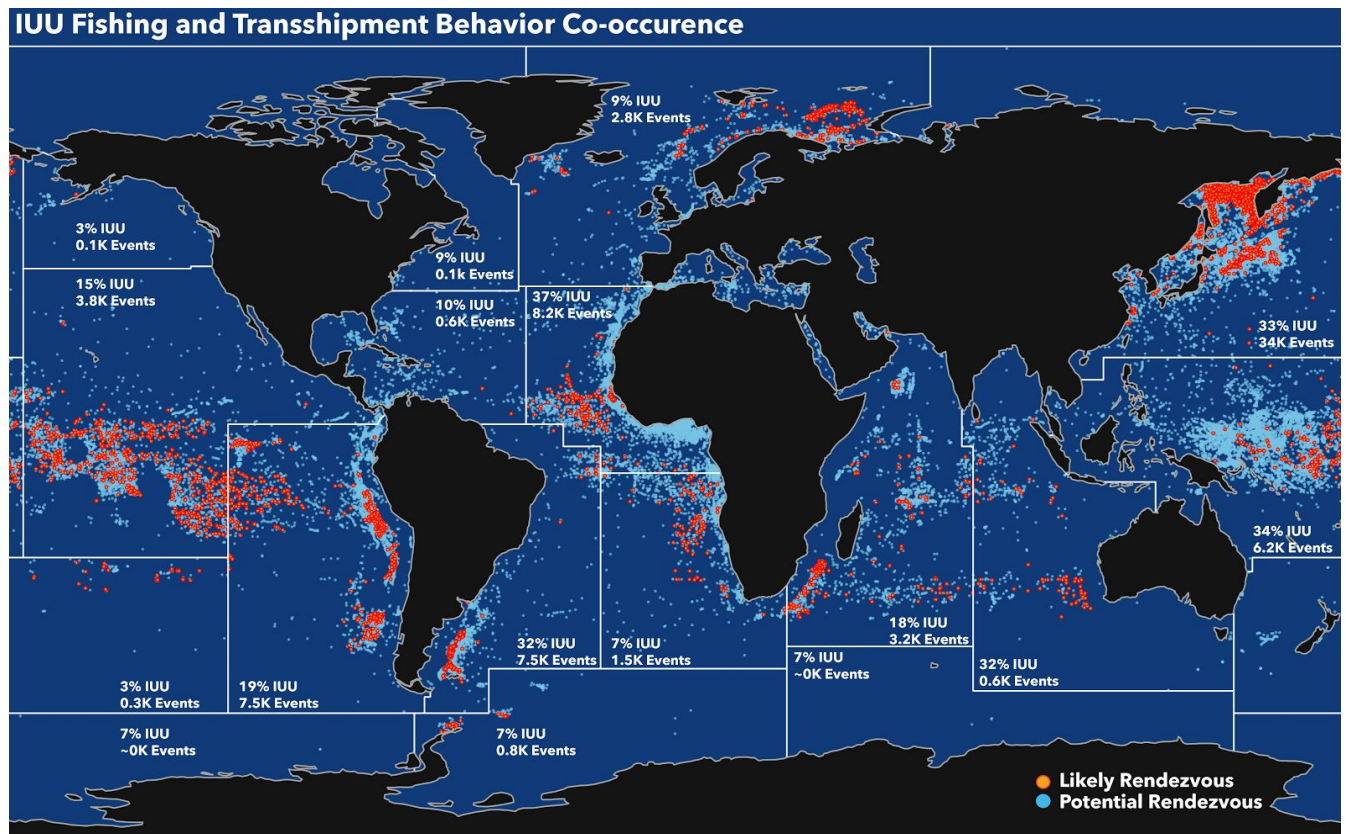 IUU Fishing and Transshipment Behavior Co-occurence
9% IUU
2.8K Events
3% IUU
0.1K Events
9% IUU
0.1k Events
15% IUU
3.8K Events
10% IUU
0.6K Events
37% IUU
8.2K Events
33% IUU
34K Events
34% IUU
6.2K Events
18% IUU
3.2K Events
32% IUU
7.5K Events
7% IUU
1.5K Events
7% IUU
~0K Events
32% IUU
0.6K Events
3% IUU
0.3K Events
19% IUU
7.5K Events
7% IUU
~0K Events
7% IUU
0.8K Events
Likely Rendezvous
Potential Rendezvous